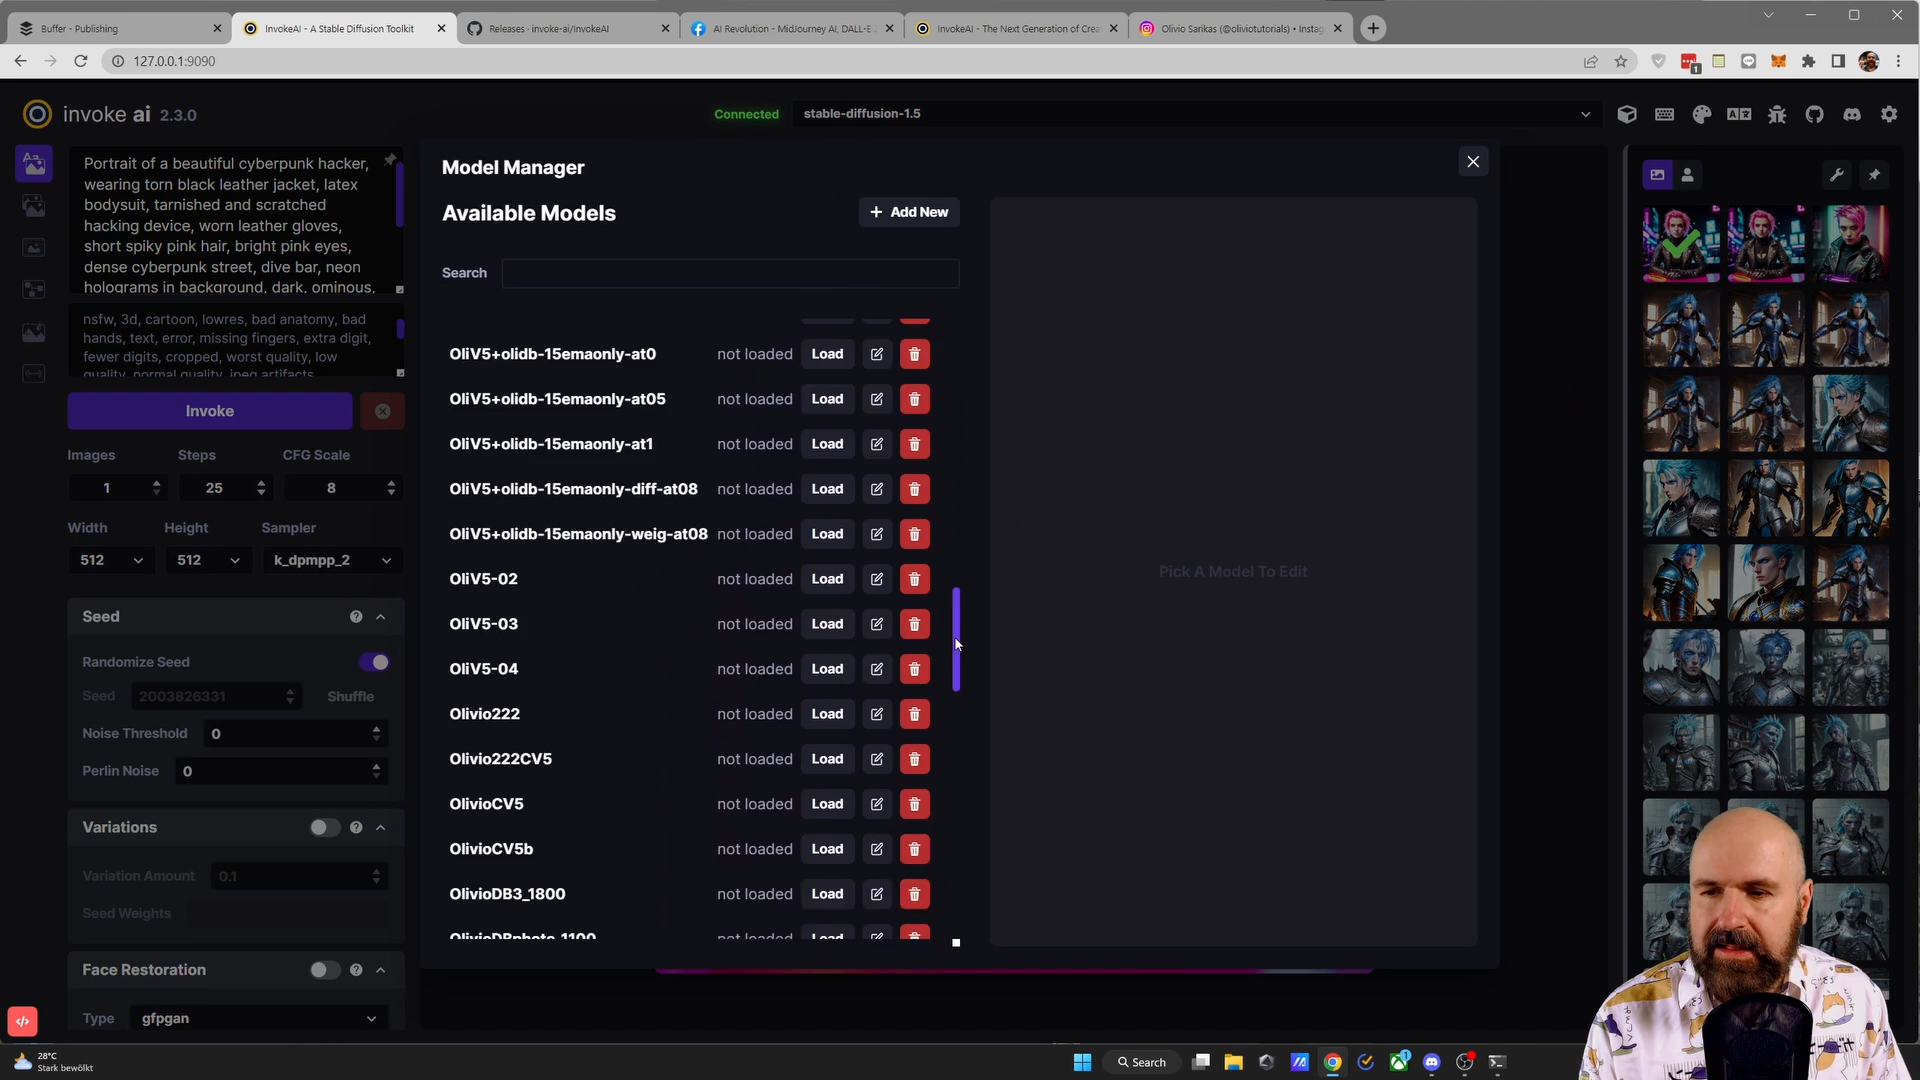 Buffer - Publishing
InvokeAI - A Stable Diffusion Toolkit
Releases · invoke-ai/InvokeAI
AI Revolution - MidJourney AI, DALL-E
InvokeAI - The Next Generation of Crea
Olivio Sarikas (@oliviotutorials) • Instag
127.0.0.1:9090
1
invoke ai 2.3.0
Connected
stable-diffusion-1.5
Portrait of a beautiful cyberpunk hacker,
wearing torn black leather jacket, latex
bodysuit, tarnished and scratched
hacking device, worn leather gloves,
short spiky pink hair, bright pink eyes,
dense cyberpunk street, dive bar, neon
holograms in background, dark, ominous,
nsfw, 3d, cartoon, lowres, bad anatomy, bad
hands, text, error, missing fingers, extra digit,
fewer digits, cropped, worst quality, low
quality, normal quality, jpeg artifacts,
Invoke
Images Steps CFG Scale
1 25 8
Width Height Sampler
512 512 k_dpmpp_2
Seed
Randomize Seed
Seed 2003826331 Shuffle
Noise Threshold 0
Perlin Noise 0
Variations
Variation Amount 0.1
Seed Weights
Face Restoration
Type gfpgan
Model Manager
Available Models
+ Add New
Search
OliV5+olidb-15emaonly-at0 not loaded Load
OliV5+olidb-15emaonly-at05 not loaded Load
OliV5+olidb-15emaonly-at1 not loaded Load
OliV5+olidb-15emaonly-diff-at08 not loaded Load
OliV5+olidb-15emaonly-weig-at08 not loaded Load
OliV5-02 not loaded Load
OliV5-03 not loaded Load
OliV5-04 not loaded Load
Olivio222 not loaded Load
Olivio222CV5 not loaded Load
OlivioCV5 not loaded Load
OlivioCV5b not loaded Load
OlivioDB3_1800 not loaded Load
OlivioDBphoto_1100 not loaded Load
Pick A Model To Edit
28°C
Stark bewölkt
Search